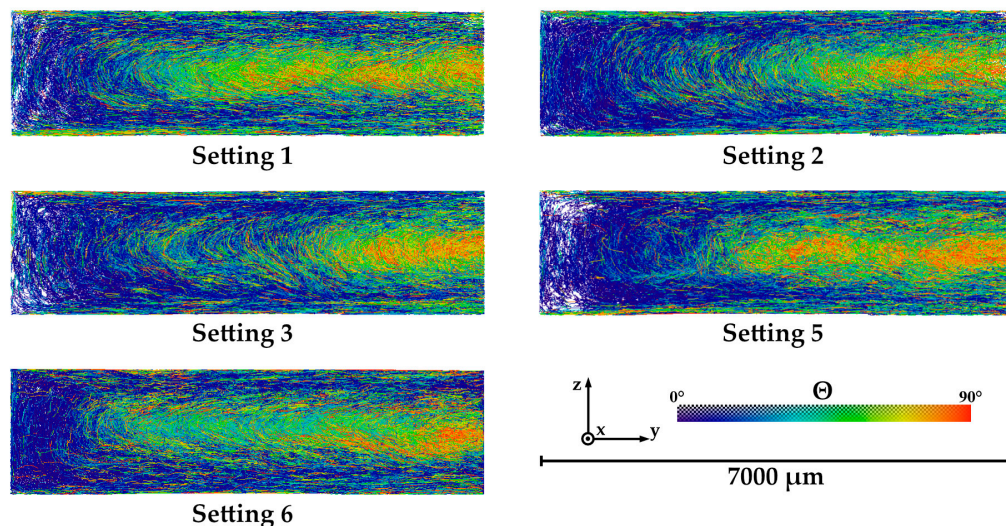 Setting 1
Setting 2
Setting 3
Setting 5
Setting 6
z
x
y
0°
Θ
90°
7000 µm